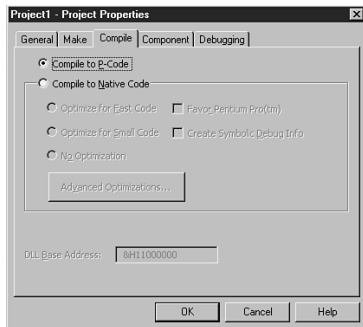 Project1 - Project Properties
General Make Compile Component Debugging
Compile to P-Code
Compile to Native Code
Optimize for Fast Code Favor Pentium Pro(tm)
Optimize for Small Code Create Symbolic Debug Info
No Optimization
Advanced Optimizations...
DLL Base Address: &H11000000
OK Cancel Help